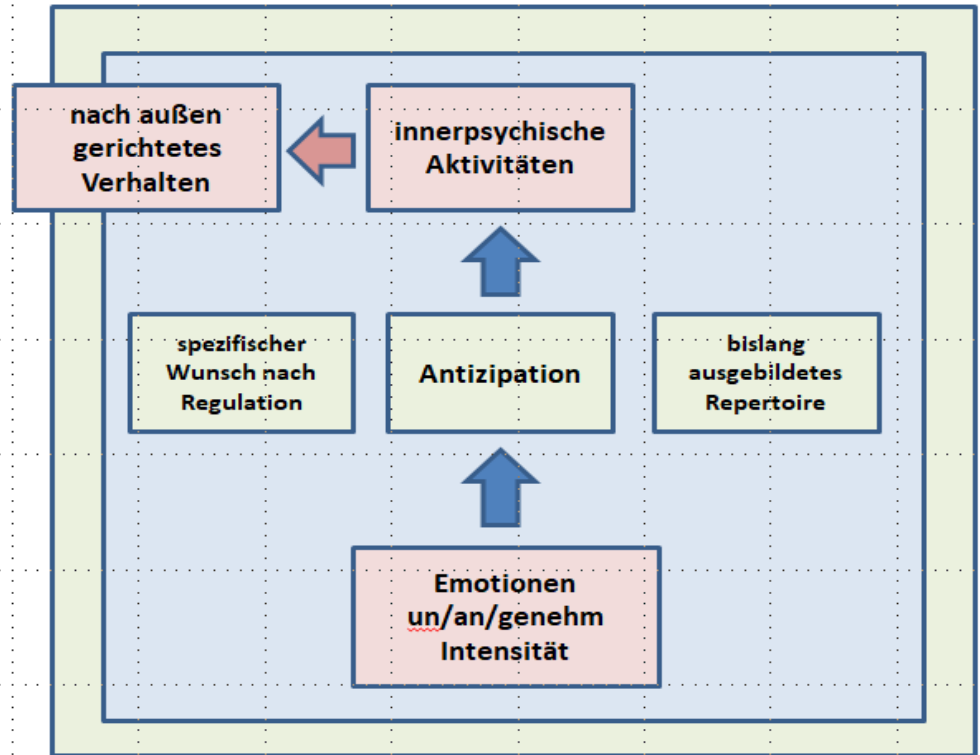 nach außen
gerichtetes
Verhalten
innerpsychische
Aktivitäten
spezifischer
Wunsch nach
Regulation
Antizipation
bislang
ausgebildetes
Repertoire
Emotionen
un/an/genehm
Intensität